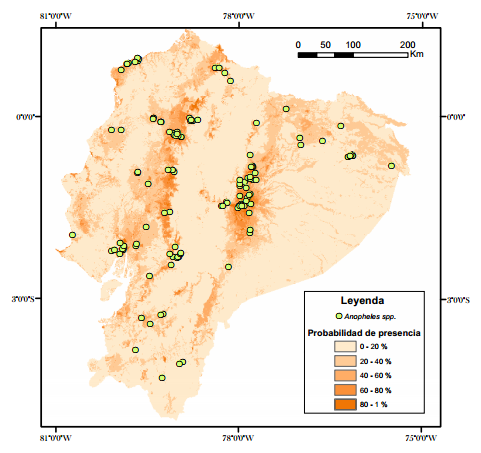 81°0'0"W 78°0'0"W 75°0'0"W
0 50 100 200
Km
0°0'0" 0°0'0"
3°0'0"S 3°0'0"S
Leyenda
Anopheles spp.
Probabilidad de presencia
0 - 20 %
20 - 40 %
40 - 60 %
60 - 80 %
80 - 1 %
81°0'0"W 78°0'0"W 75°0'0"W